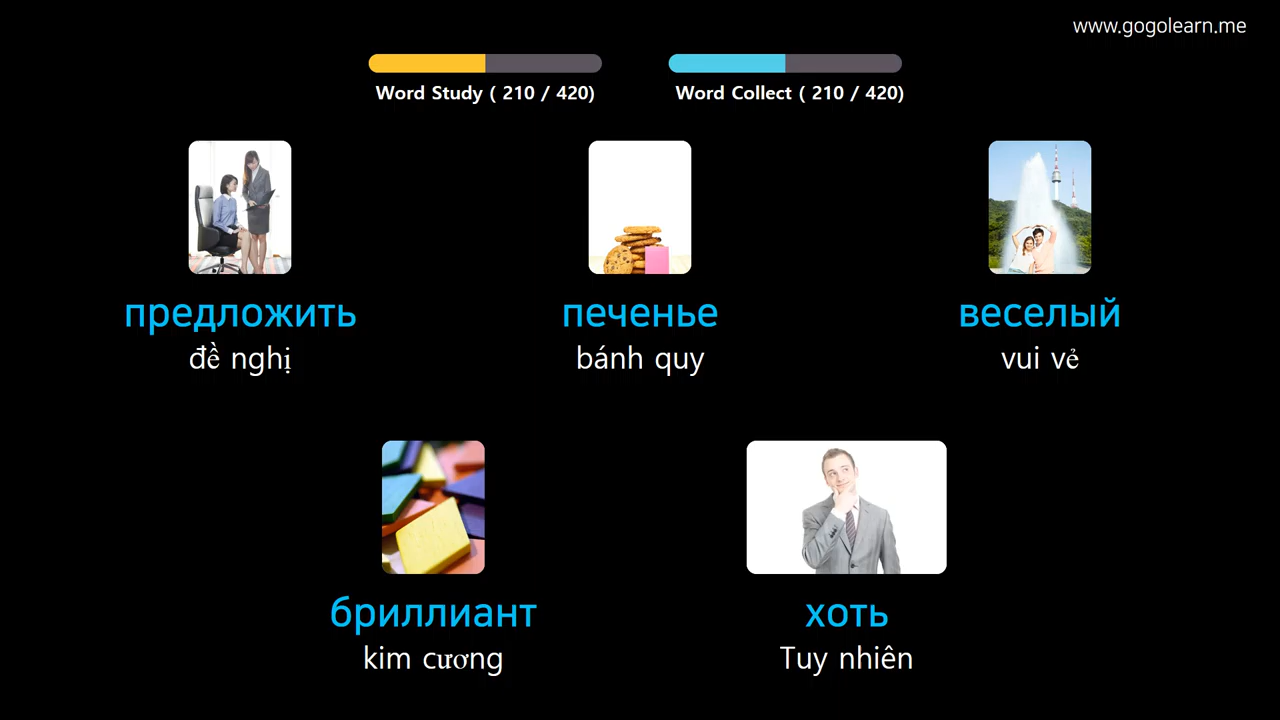 www.gogolearn.me
Word Study ( 210 / 420)
Word Collect ( 210 / 420)
предложить
đề nghị
печенье
bánh quy
веселый
vui vẻ
бриллиант
kim cương
хоть
Tuy nhiên